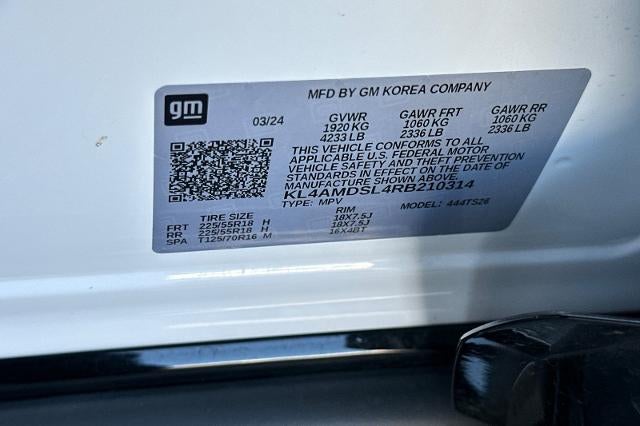 gm
MFD BY GM KOREA COMPANY
03/24 GVWR GAWR FRT GAWR RR
1920 KG 1060 KG 1060 KG
4233 LB 2336 LB 2336 LB
THIS VEHICLE CONFORMS TO ALL
APPLICABLE U.S. FEDERAL MOTOR
VEHICLE SAFETY AND THEFT PREVENTION
STANDARDS IN EFFECT ON THE DATE OF
MANUFACTURE SHOWN ABOVE.
KL4AMDSL4RB210314
TYPE: MPV MODEL: 444TS26
TIRE SIZE RIM
FRT 225/55R18 H 18X7.5J
RR 225/55R18 H 18X7.5J
SPA T125/70R16 M 16X4BT